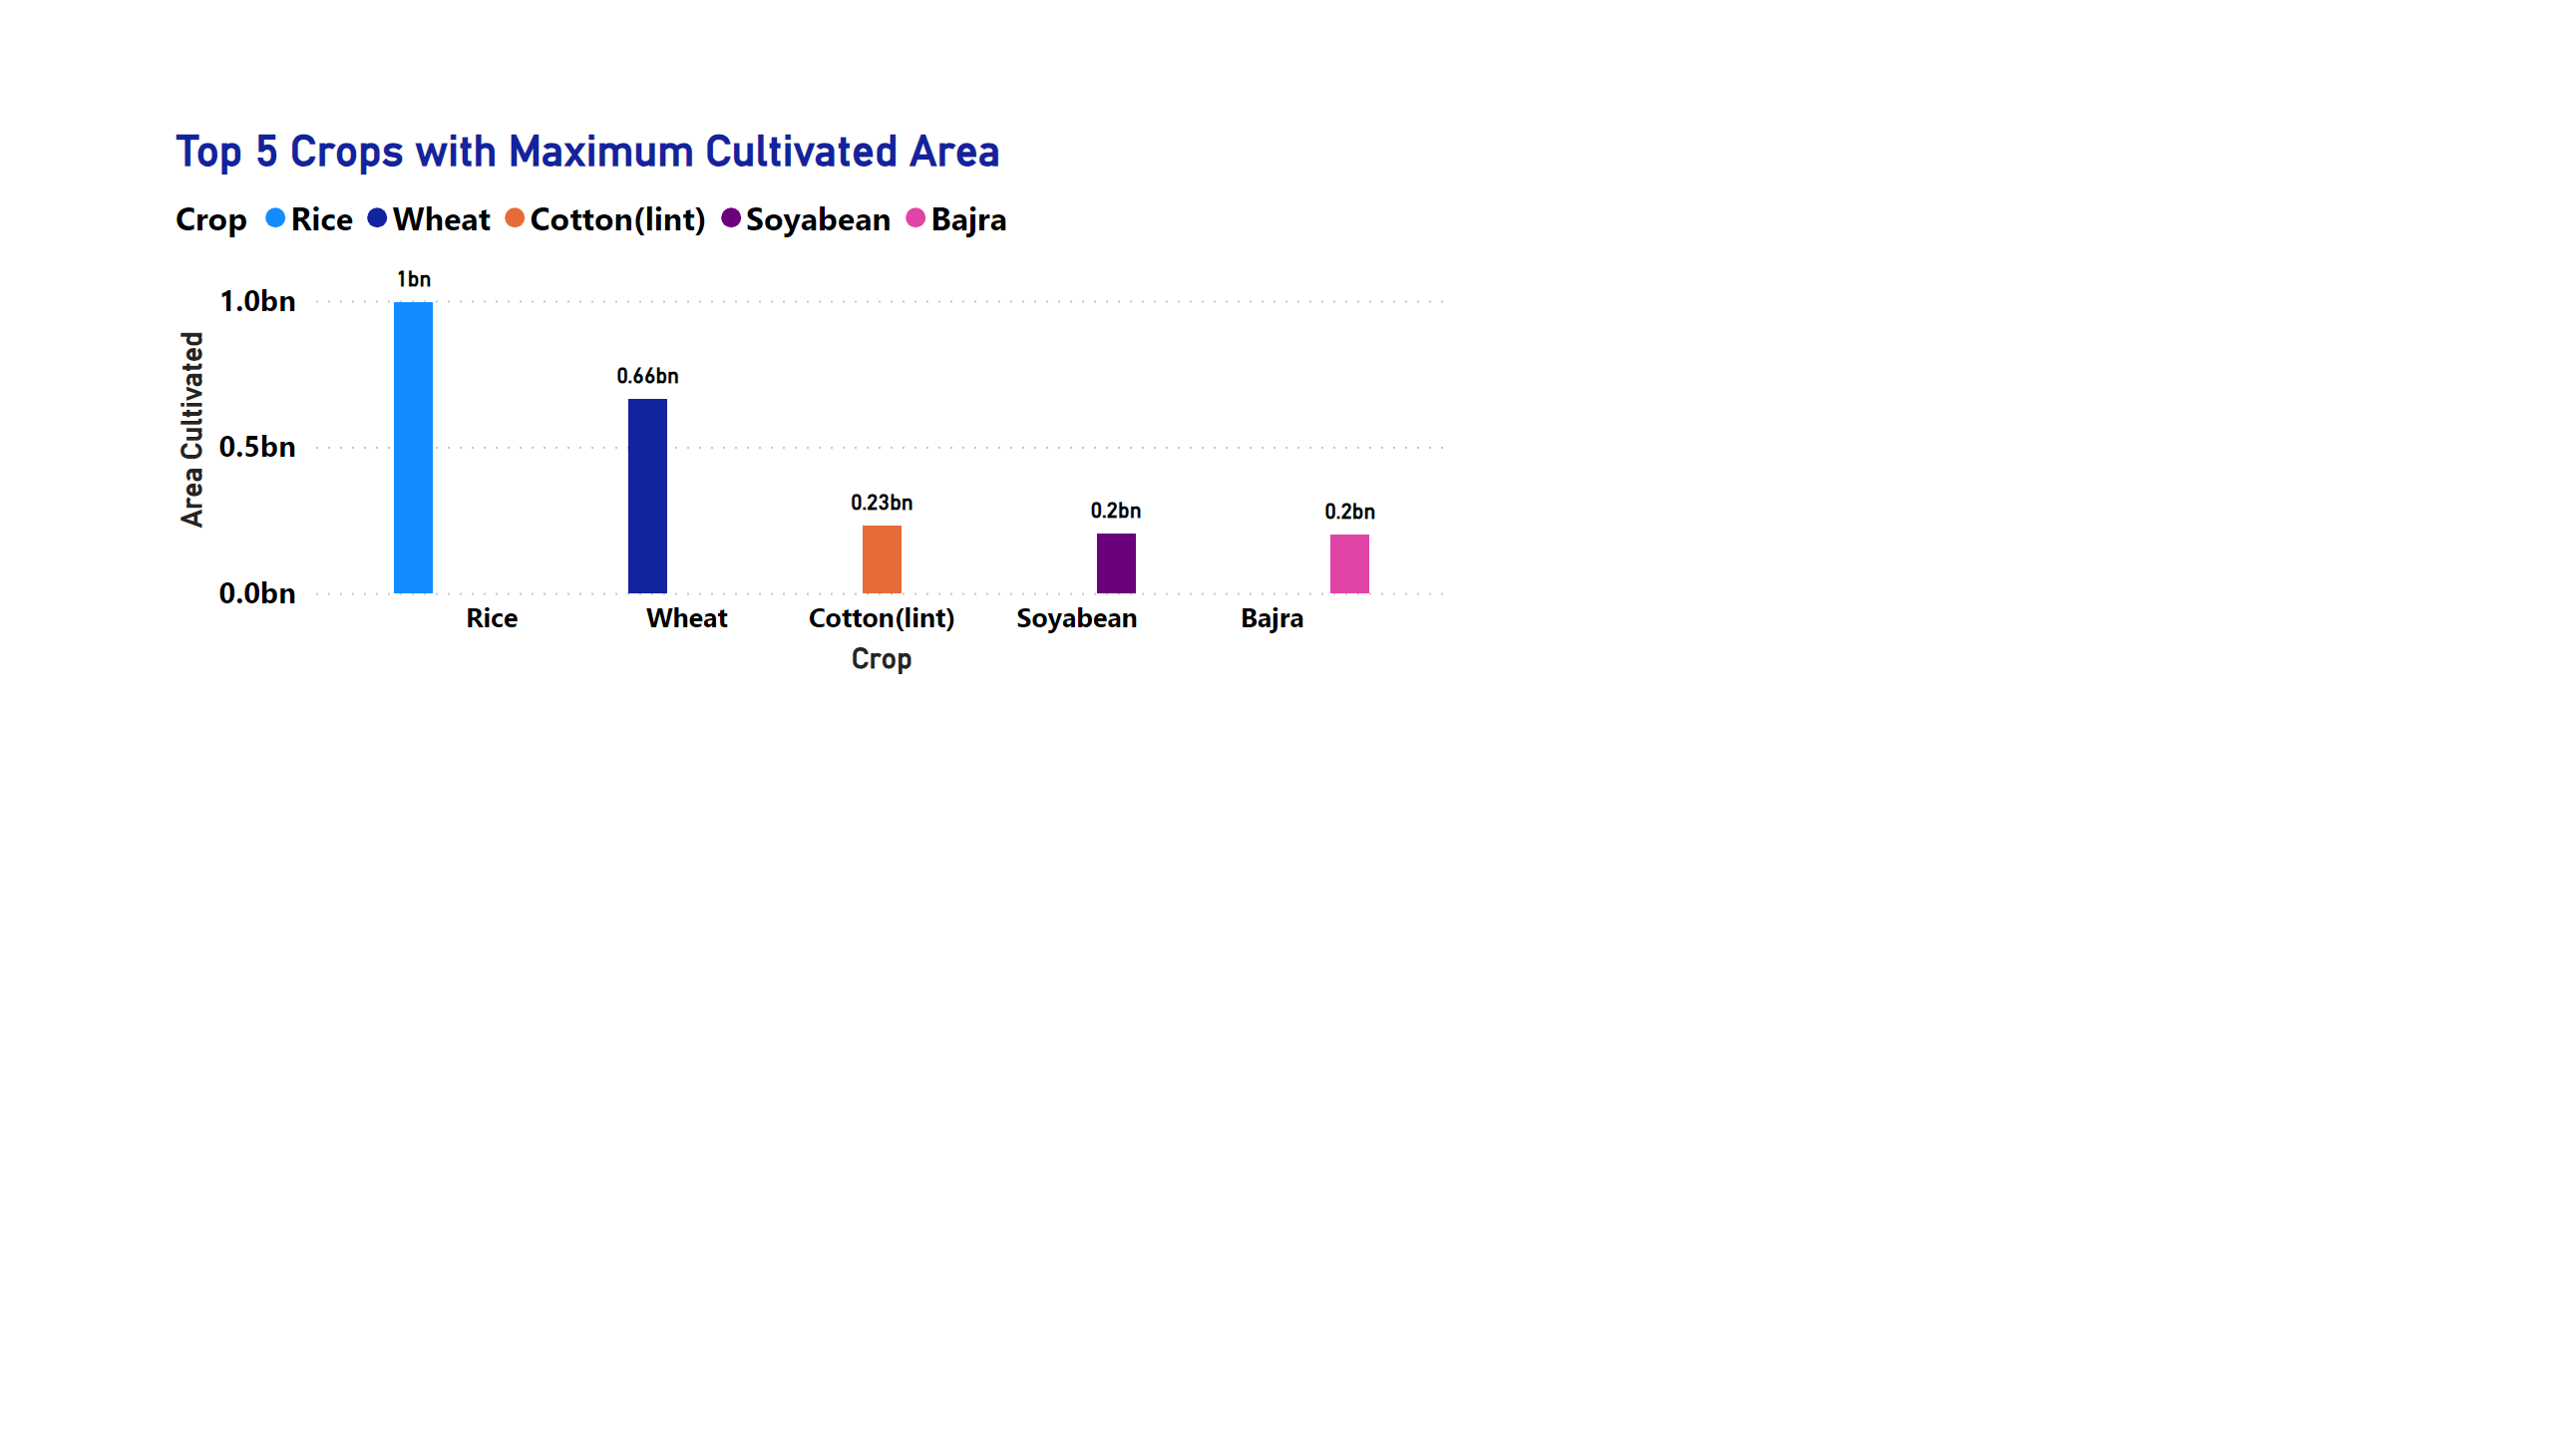 Top 5 Crops with Maximum Cultivated Area
Crop Rice Wheat Cotton(lint) Soyabean Bajra
1bn
1.0bn
0.66bn
0.5bn
0.23bn
0.2bn
0.2bn
0.0bn
Area Cultivated
Rice Wheat Cotton(lint) Soyabean Bajra
Crop